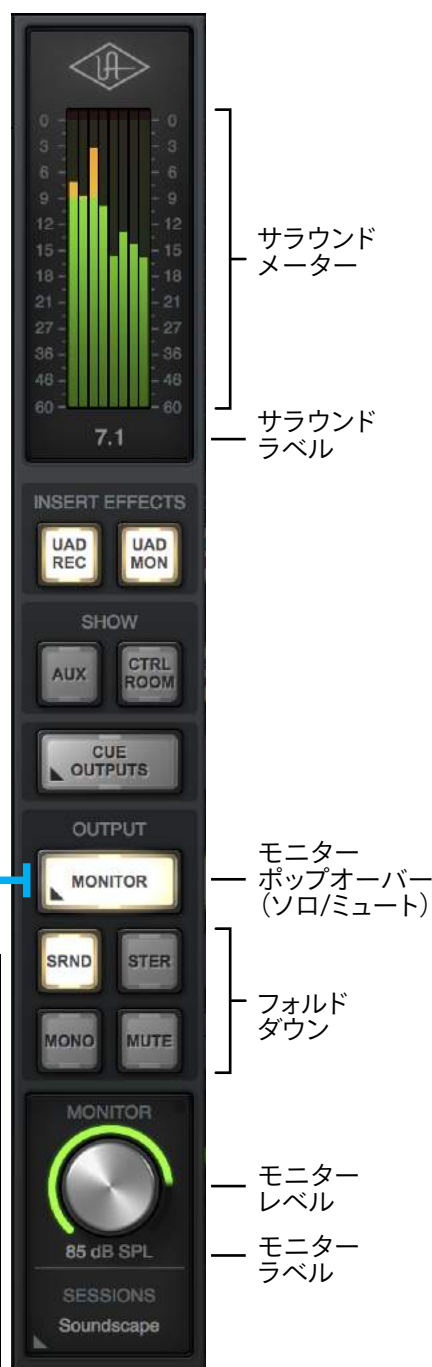 0 0
3 3
6 6
9 9
12 12
15 15
18 18
21 21
27 27
36 36
46 46
60 60
サラウンド
メーター
7.1
サラウンド
ラベル
INSERT EFFECTS
UAD
REC
UAD
MON
SHOW
AUX
CTRL
ROOM
CUE
OUTPUTS
OUTPUT
MONITOR
モニター
ポップオーバー
（ソロ/ミュート）
SRND
STER
MONO
MUTE
フォルド
ダウン
MONITOR
モニター
レベル
85 dB SPL
モニター
ラベル
SESSIONS
Soundscape